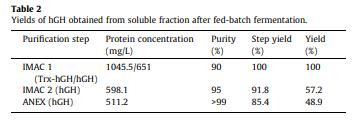 Table 2
Yields of hGH obtained from soluble fraction after fed-batch fermentation.
Purification step Protein concentration (mg/L) Purity (%) Step yield (%) Yield (%)
IMAC 1 (Trx-hGH/hGH) 1045.5/651 90 100 100
IMAC 2 (hGH) 598.1 95 91.8 57.2
ANEX (hGH) 511.2 >99 85.4 48.9